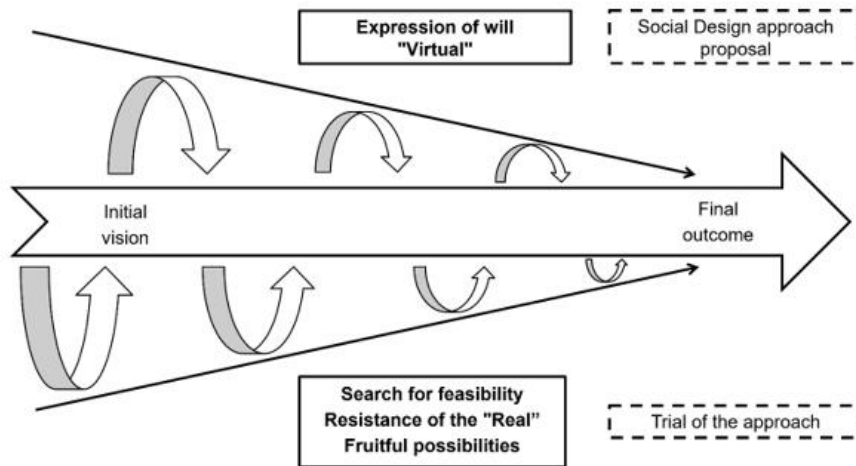 Expression of will
"Virtual"
Social Design approach
proposal
Initial
vision
Final
outcome
Search for feasibility
Resistance of the "Real”
Fruitful possibilities
Trial of the approach